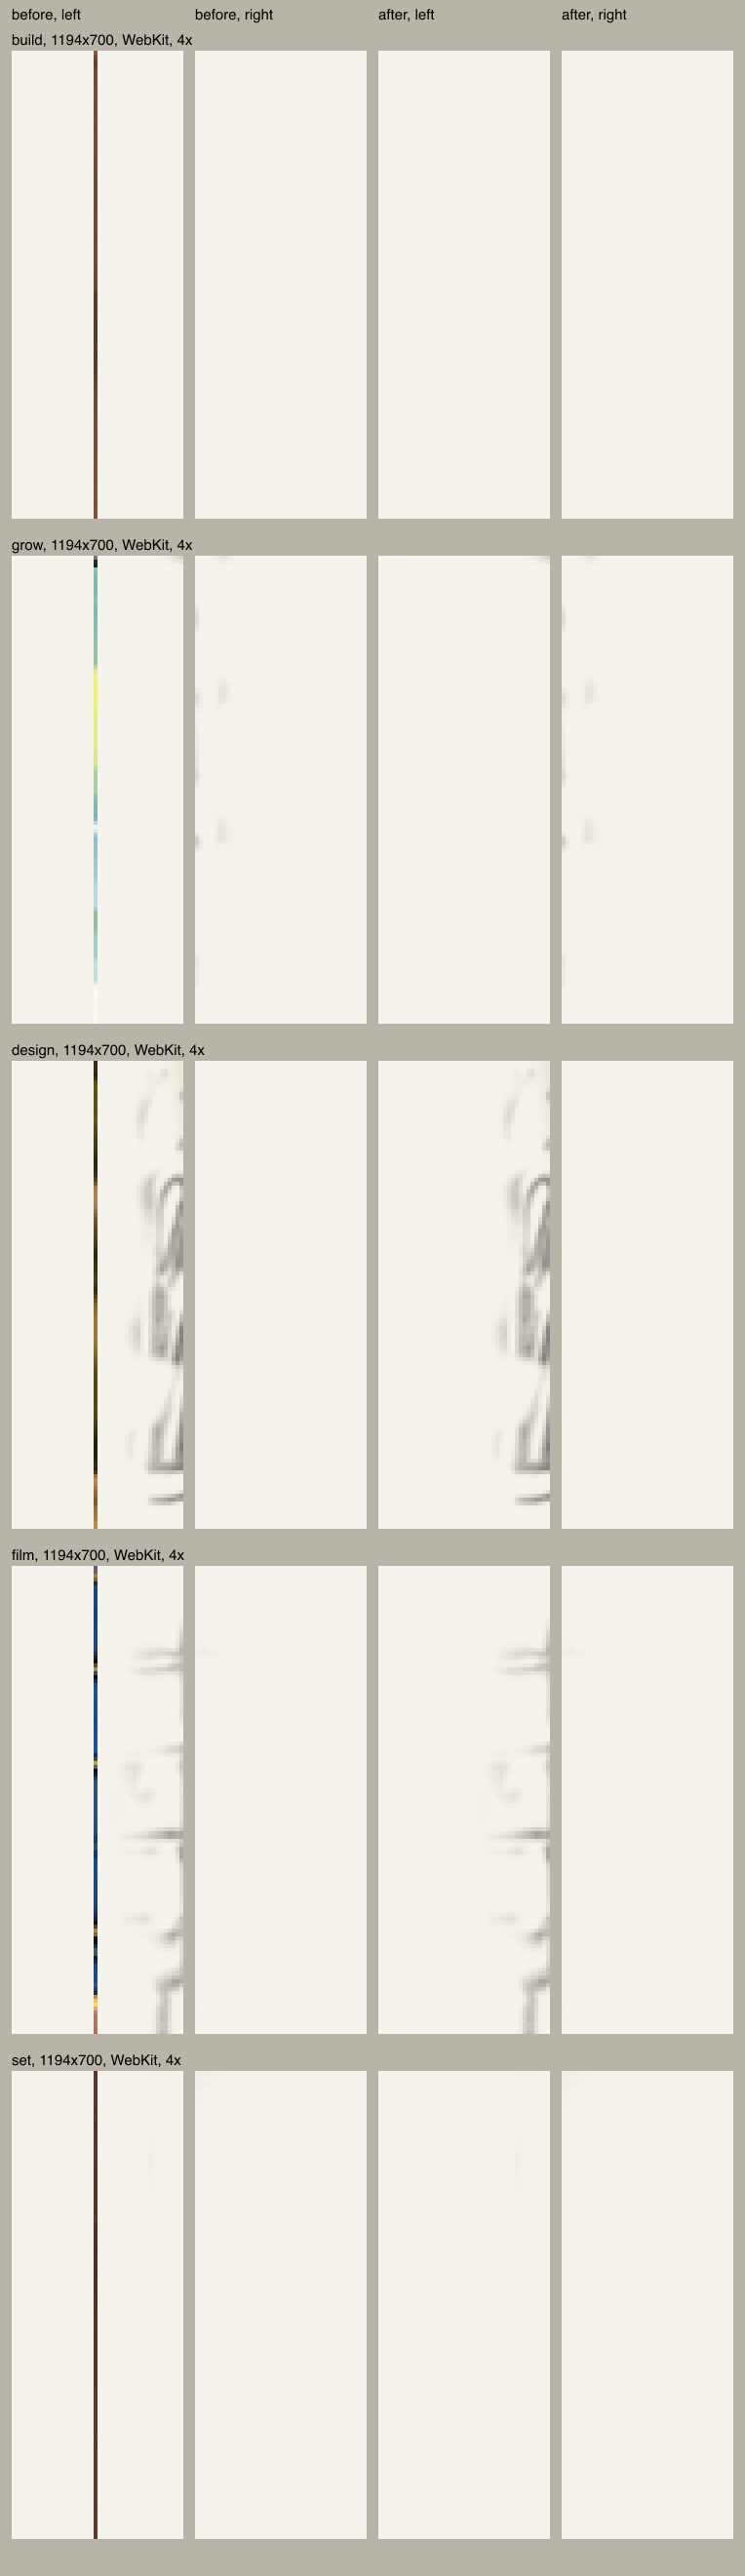 before, left before, right after, left after, right
build, 1194x700, WebKit, 4x
grow, 1194x700, WebKit, 4x
design, 1194x700, WebKit, 4x
film, 1194x700, WebKit, 4x
set, 1194x700, WebKit, 4x